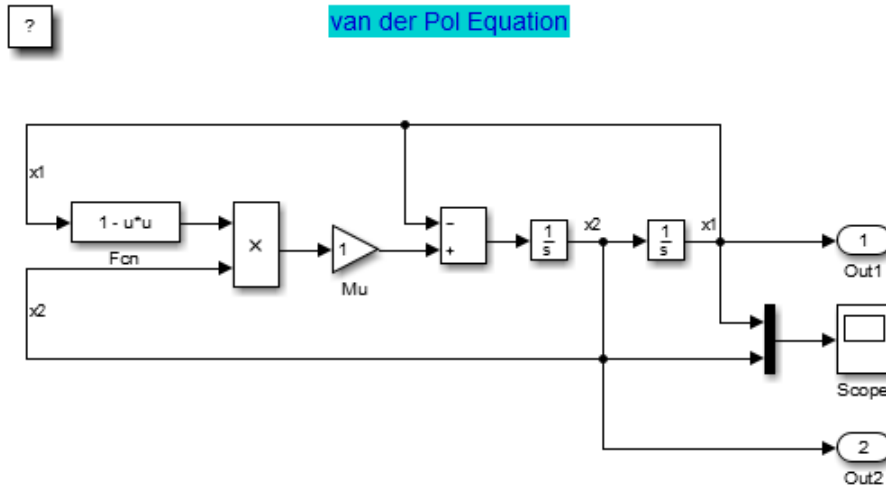 ?
van der Pol Equation
x1
1 - u*u
Fcn
×
1
Mu
−
+
1
s
x2
1
s
x1
1
Out1
x2
Scope
2
Out2